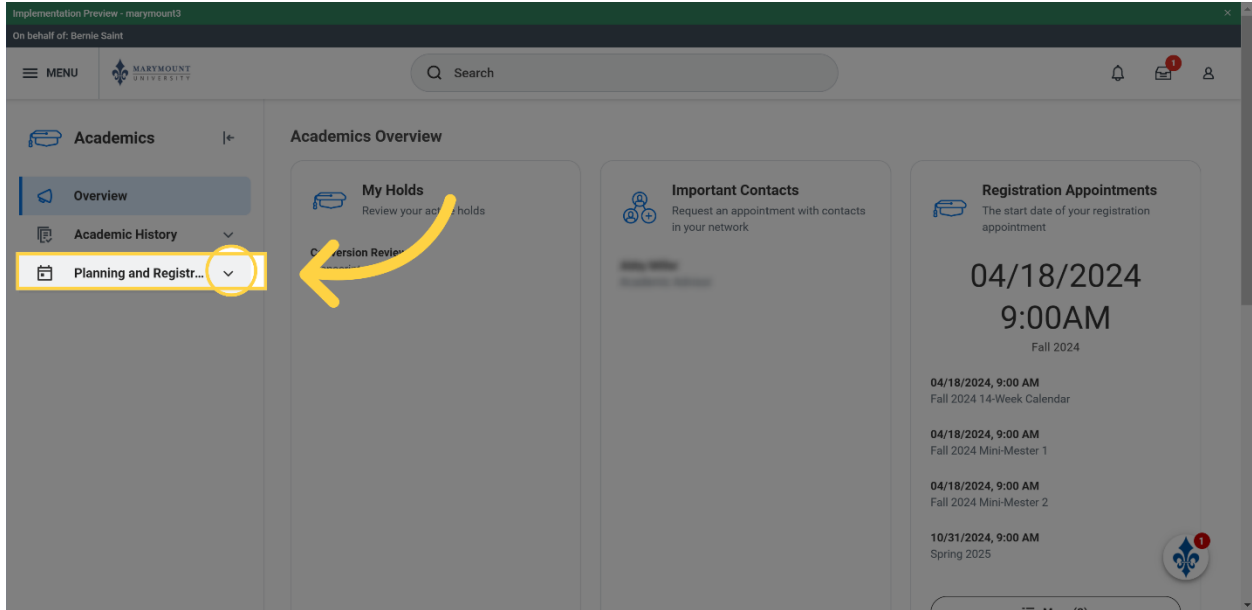 Implementation Preview - marymount3
On behalf of: Bernie Saint
MENU
MARYMOUNT
UNIVERSITY
Search
1
Academics
Overview
Academic History
Planning and Registr...
Academics Overview
My Holds
Review your holds
Review
Important Contacts
Request an appointment with contacts
in your network
Registration Appointments
The start date of your registration
appointment
04/18/2024
9:00AM
Fall 2024
04/18/2024, 9:00 AM
Fall 2024 14-Week Calendar
04/18/2024, 9:00 AM
Fall 2024 Mini-Mester 1
04/18/2024, 9:00 AM
Fall 2024 Mini-Mester 2
10/31/2024, 9:00 AM
Spring 2025
1